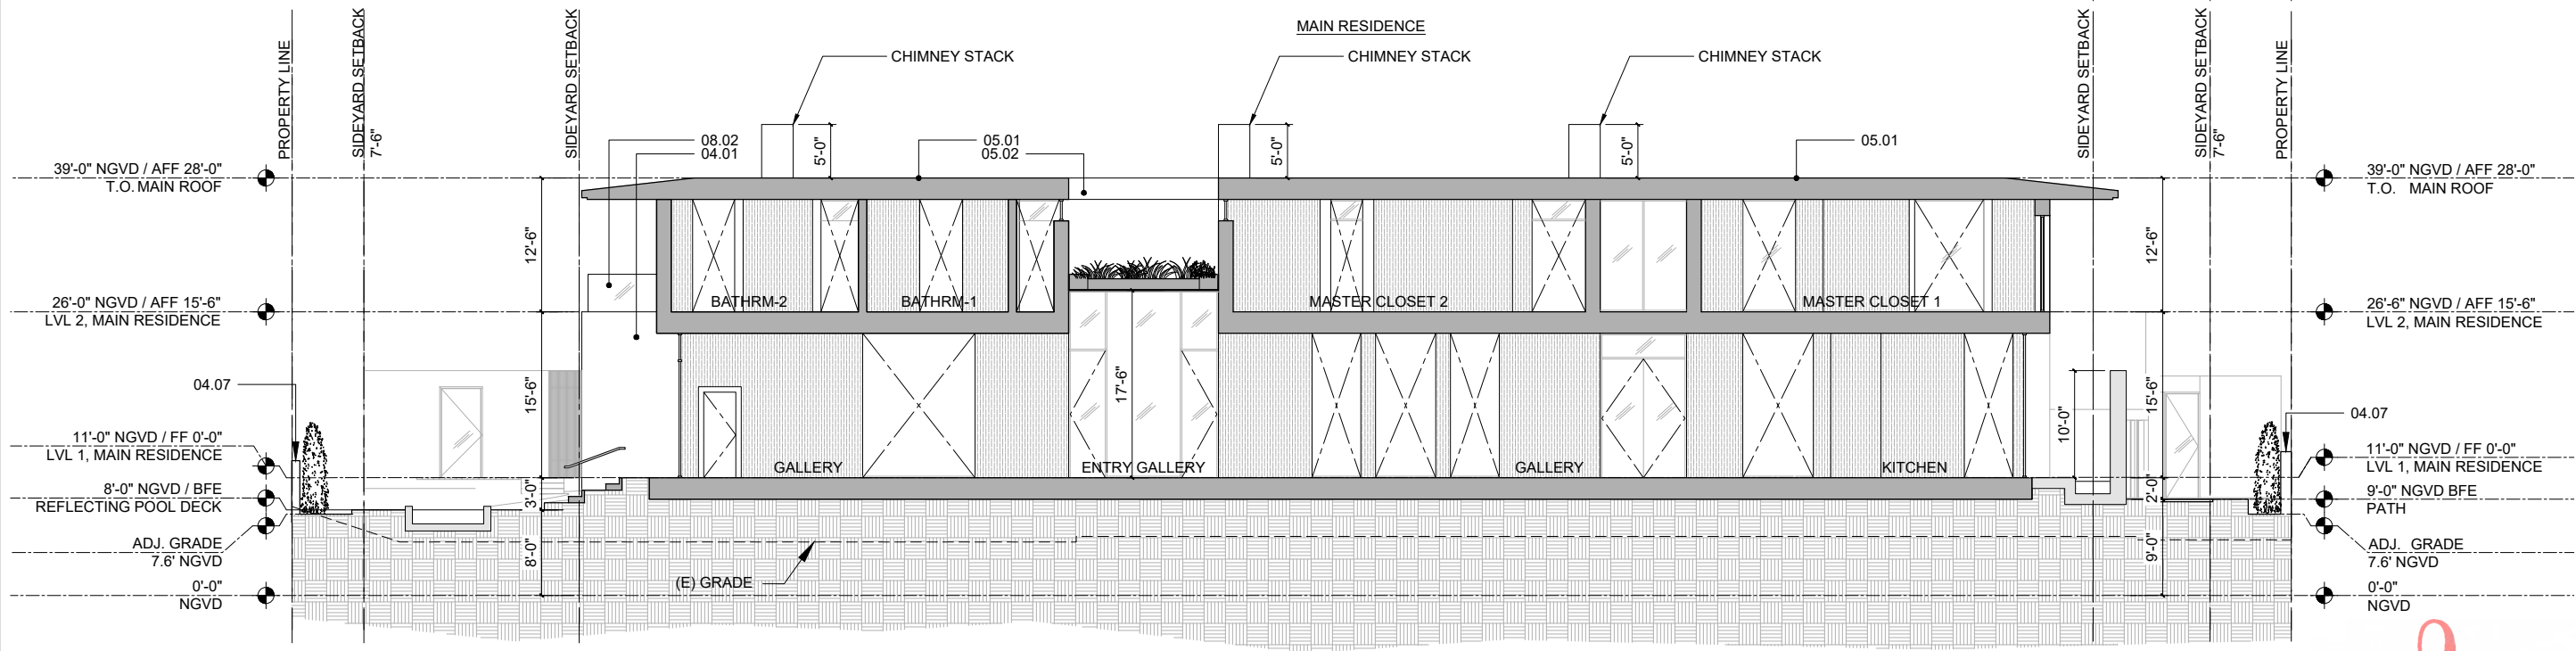 MAIN RESIDENCE
PROPERTY LINE
SIDEYARD SETBACK
7'-6"
SIDEYARD SETBACK
CHIMNEY STACK
CHIMNEY STACK
CHIMNEY STACK
SIDEYARD SETBACK
SIDEYARD SETBACK
7'-6"
PROPERTY LINE
08.02
04.01
05.01
05.02
05.01
5'-0"
5'-0"
5'-0"
39'-0" NGVD / AFF 28'-0"
T.O. MAIN ROOF
39'-0" NGVD / AFF 28'-0"
T.O. MAIN ROOF
12'-6"
12'-6"
26'-0" NGVD / AFF 15'-6"
LVL 2, MAIN RESIDENCE
BATHRM-2
BATHRM-1
MASTER CLOSET 2
MASTER CLOSET 1
26'-6" NGVD / AFF 15'-6"
LVL 2, MAIN RESIDENCE
04.07
15'-6"
17'-6"
10'-0"
15'-6"
04.07
11'-0" NGVD / FF 0'-0"
LVL 1, MAIN RESIDENCE
GALLERY
ENTRY GALLERY
GALLERY
KITCHEN
11'-0" NGVD / FF 0'-0"
LVL 1, MAIN RESIDENCE
8'-0" NGVD / BFE
REFLECTING POOL DECK
3'-0"
2'-0"
9'-0" NGVD BFE
PATH
ADJ. GRADE
7.6' NGVD
8'-0"
(E) GRADE
9'-0"
ADJ. GRADE
7.6' NGVD
0'-0"
NGVD
0'-0"
NGVD